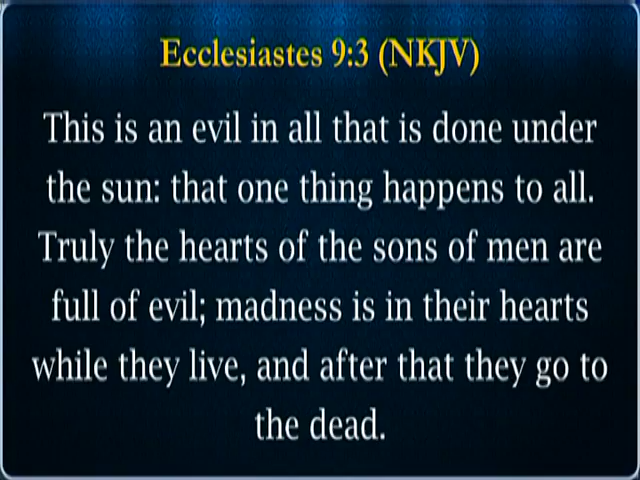 Ecclesiastes 9:3 (NKJV)
This is an evil in all that is done under
the sun: that one thing happens to all.
Truly the hearts of the sons of men are
full of evil; madness is in their hearts
while they live, and after that they go to
the dead.